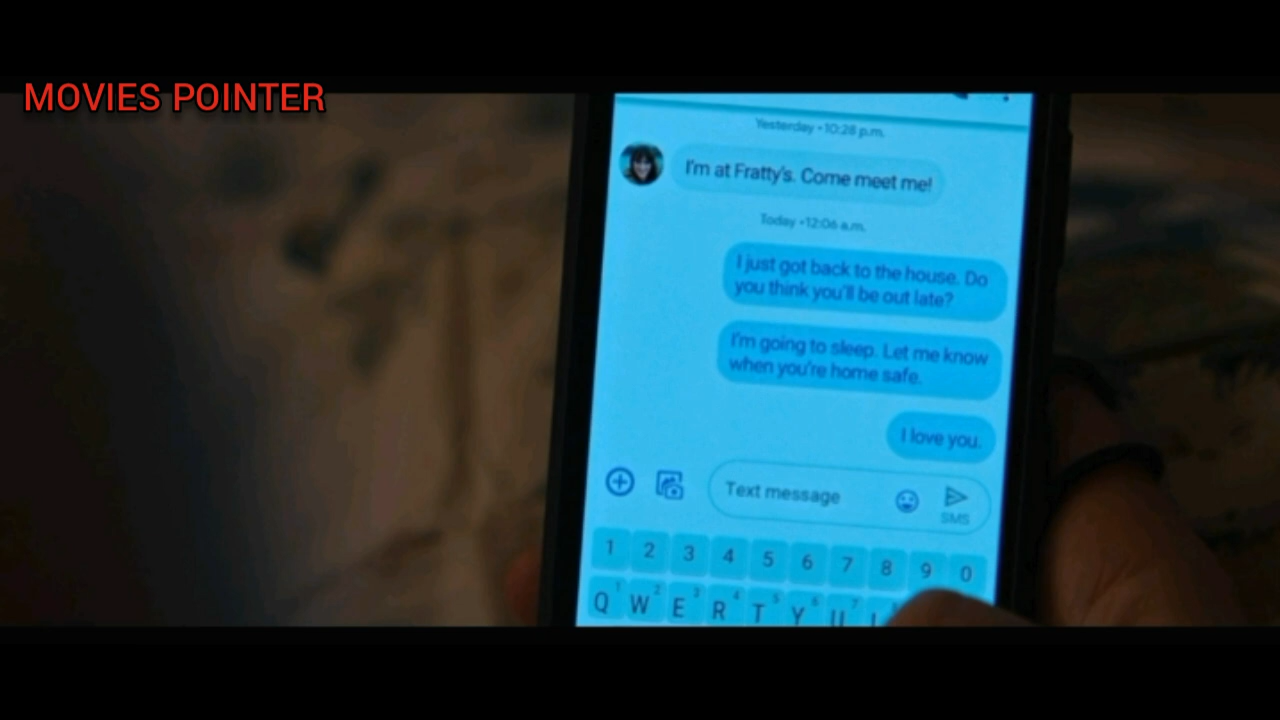 MOVIES POINTER
Yesterday • 10:28 p.m.
I'm at Fratty's. Come meet me!
Today • 12:06 a.m.
I just got back to the house. Do
you think you'll be out late?
I'm going to sleep. Let me know
when you're home safe.
I love you.
Text message
SMS
1 2 3 4 5 6 7 8 9 0
Q W E R T Y U